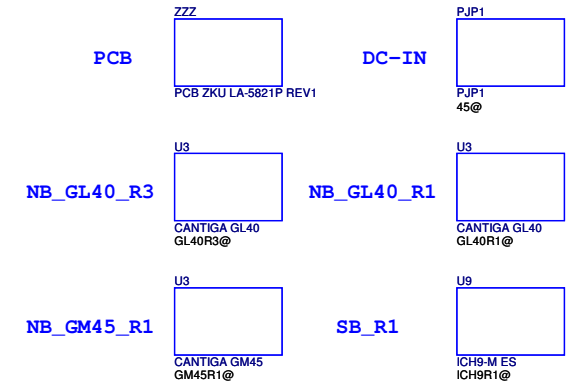 ZZZ
PJP1
PCB
DC-IN
PCB ZKU LA-5821P REV1
PJP1
45@
U3
U3
NB_GL40_R3
NB_GL40_R1
CANTIGA GL40
CANTIGA GL40
GL40R3@
GL40R1@
U3
U9
NB_GM45_R1
SB_R1
CANTIGA GM45
ICH9-M ES
GM45R1@
ICH9R1@